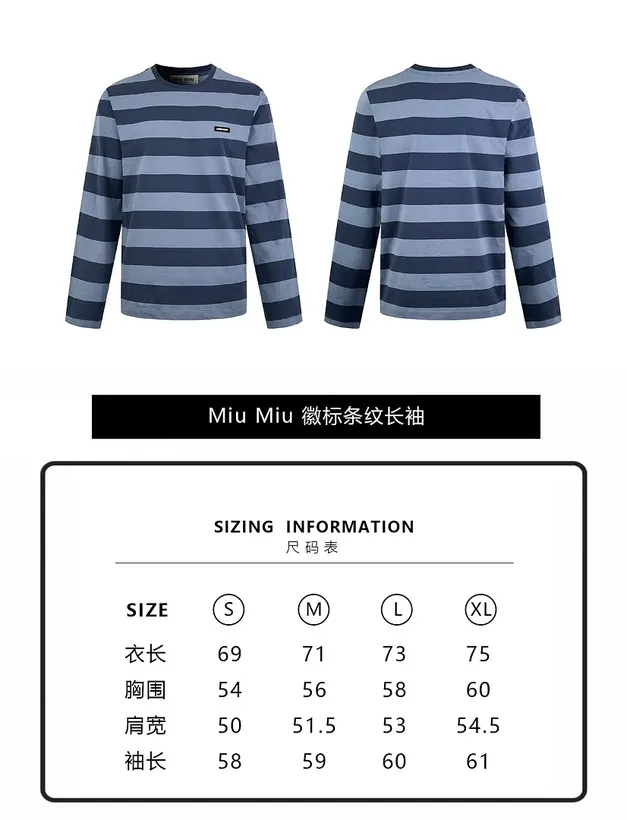 MIU MIU
Miu Miu 徽标条纹长袖
SIZING INFORMATION
尺码表
SIZE S M L XL
衣长 69 71 73 75
胸围 54 56 58 60
肩宽 50 51.5 53 54.5
袖长 58 59 60 61